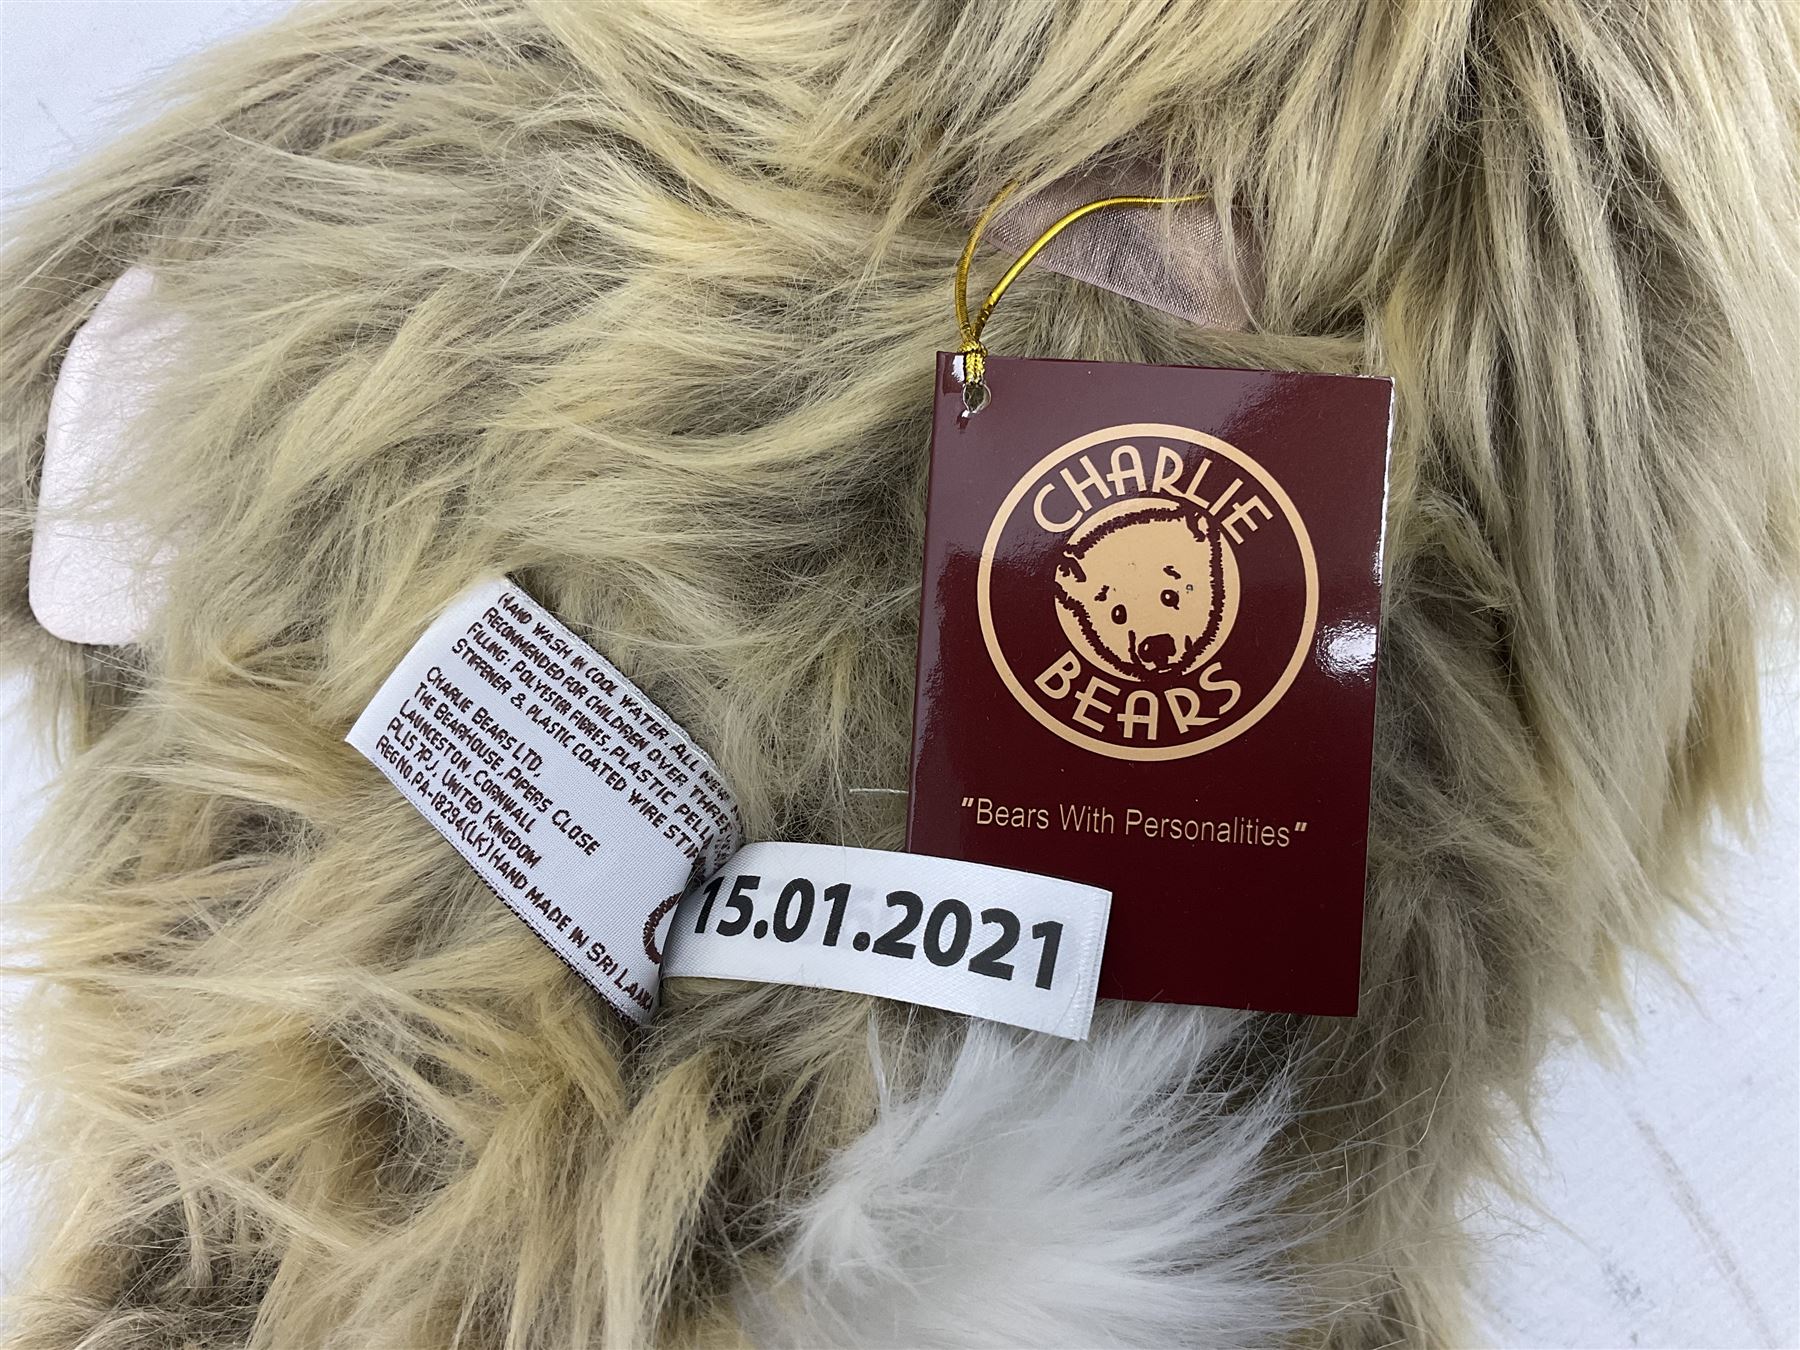 CHARLIE
BEARS
"Bears With Personalities"
HAND WASH IN COOL WATER. ALL NEW
RECOMMENDED FOR CHILDREN OVER THREE
FILLING: POLYESTER FIBRES, PLASTIC PELL
STIFFENER & PLASTIC COATED WIRE STIF
CHARLIE BEARS LTD,
THE BEARHOUSE, PIPERS CLOSE
LAUNCESTON, CORNWALL
PL15 7PJ, UNITED KINGDOM
REG NO.PA-18294(LK) HAND MADE IN SRI LANK
15.01.2021